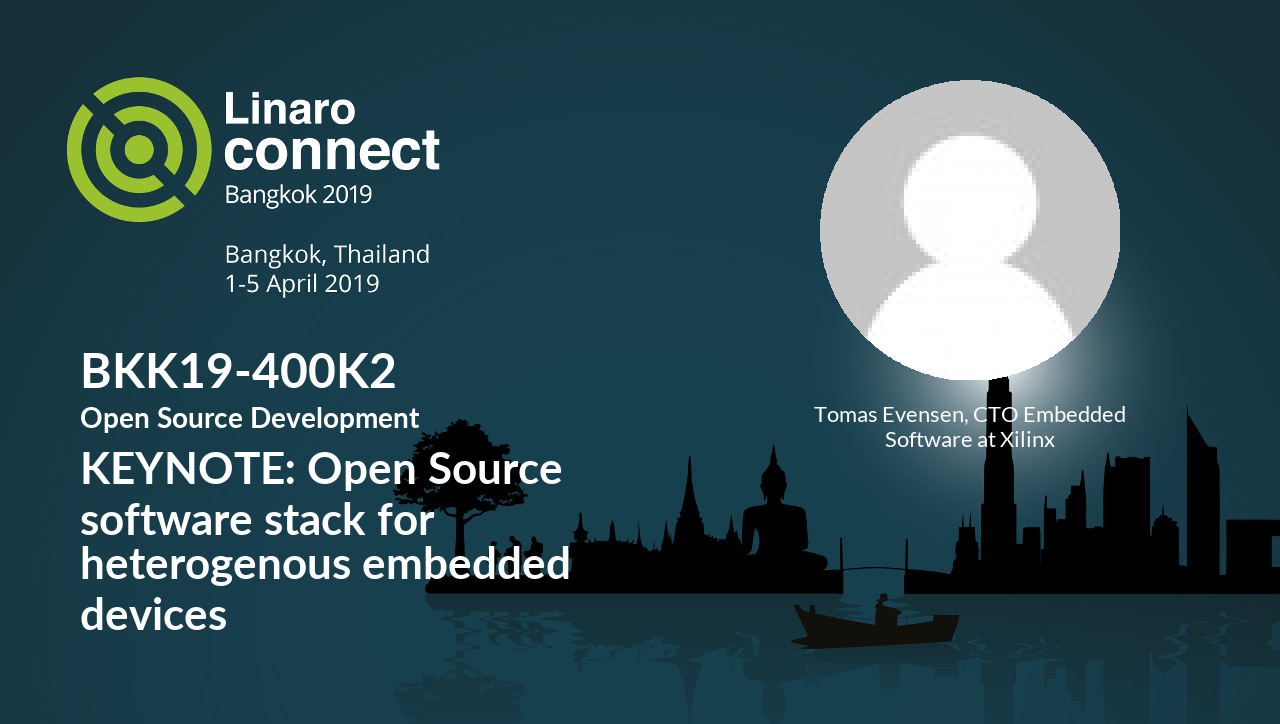 Linaro
connect
Bangkok 2019
Bangkok, Thailand
1-5 April 2019
BKK19-400K2
Open Source Development
KEYNOTE: Open Source
software stack for
heterogenous embedded
devices
Tomas Evensen, CTO Embedded
Software at Xilinx